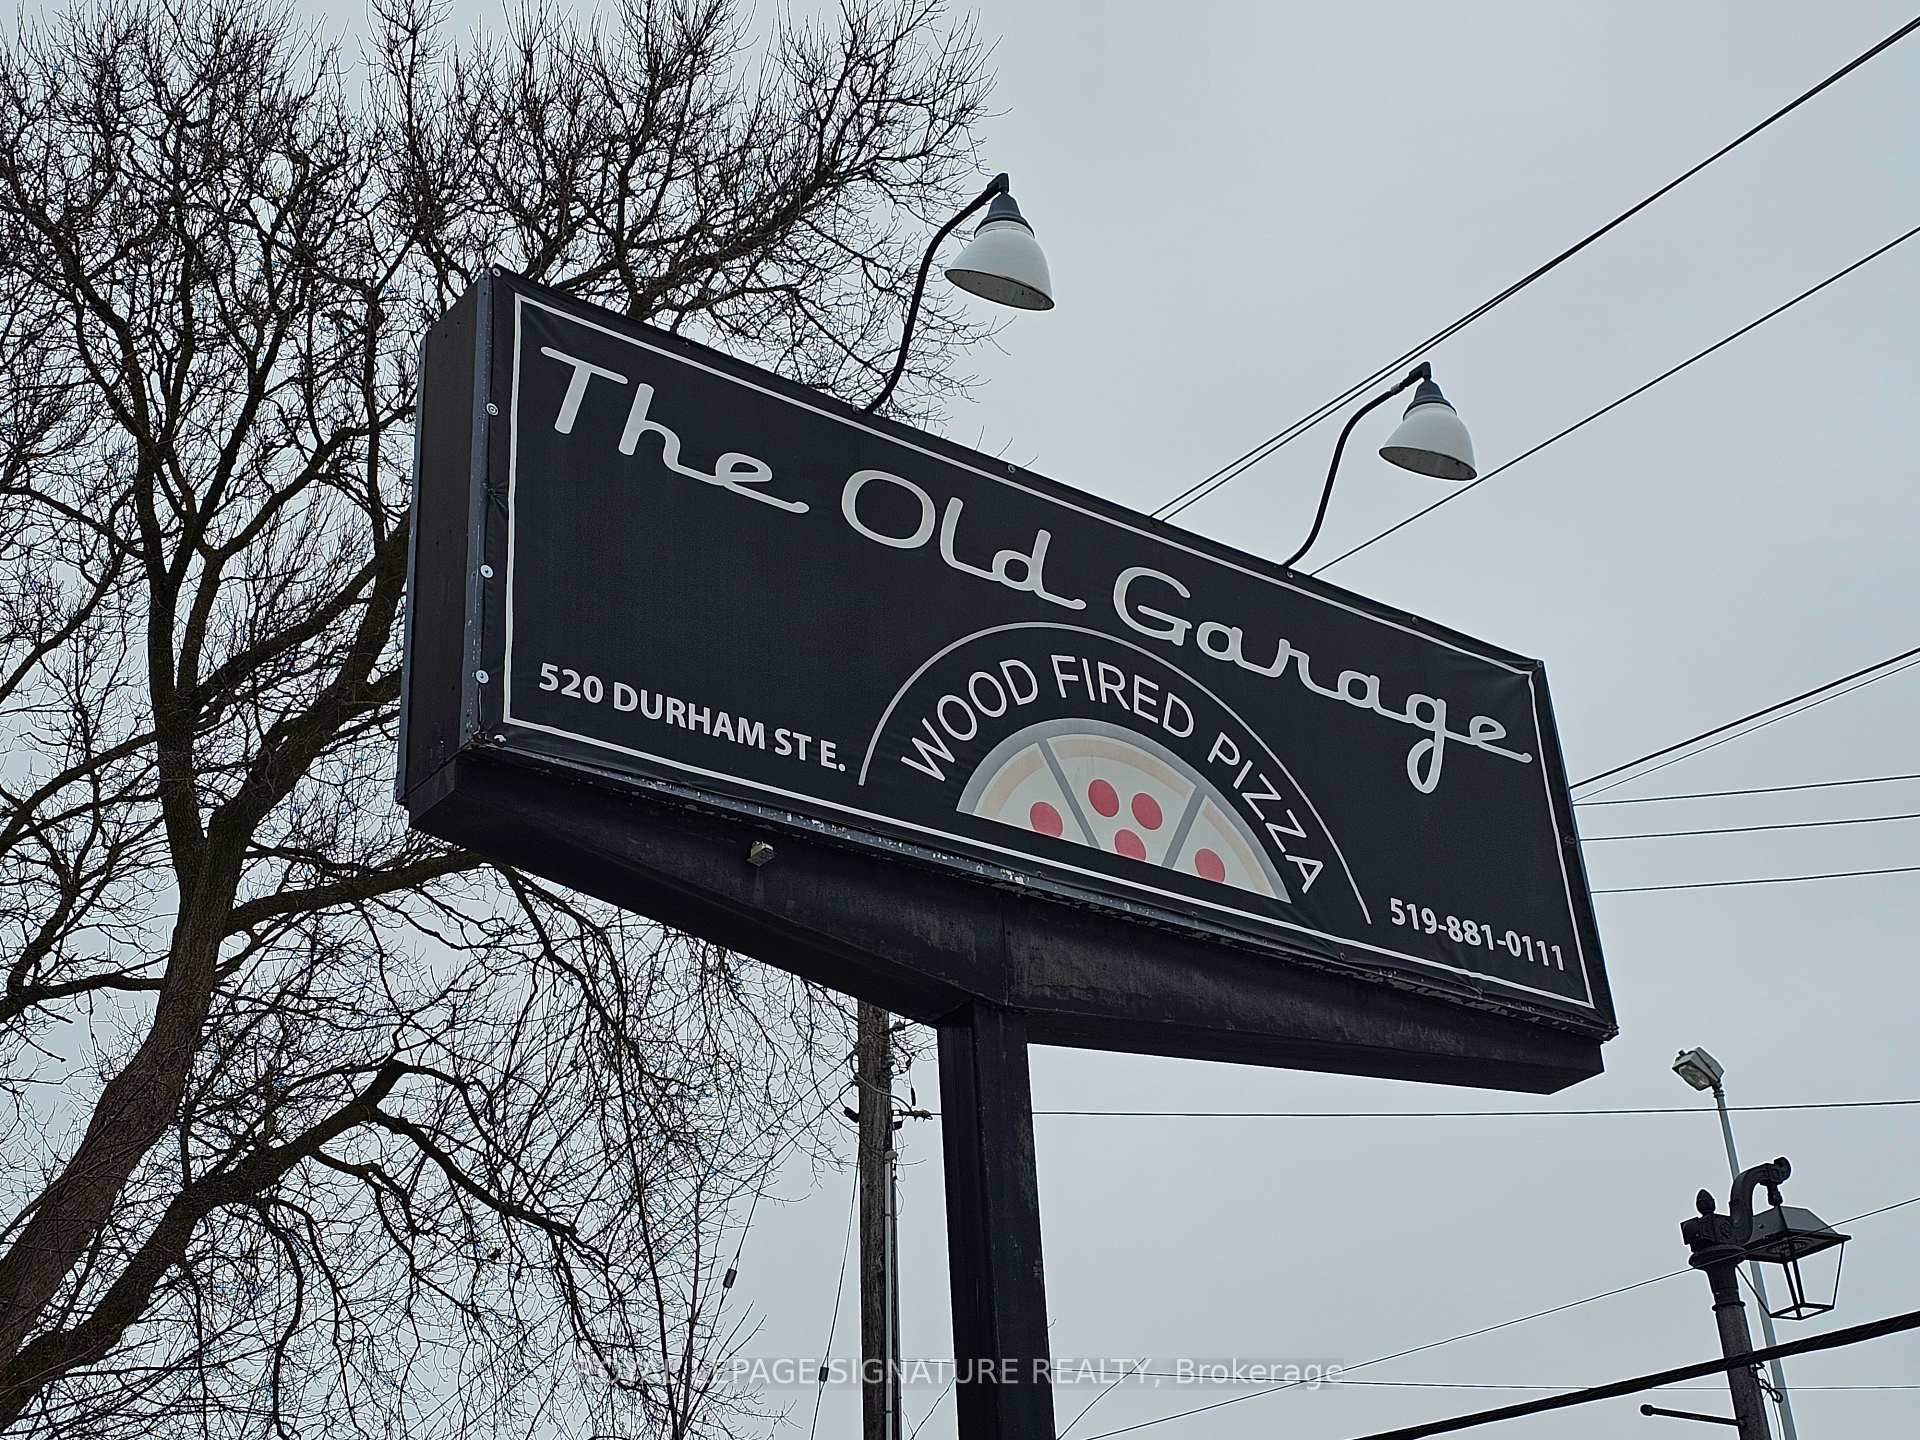 The Old Garage
WOOD FIRED PIZZA
520 DURHAM ST E.
519-881-0111
ROYAL LEPAGE SIGNATURE REALTY, Brokerage